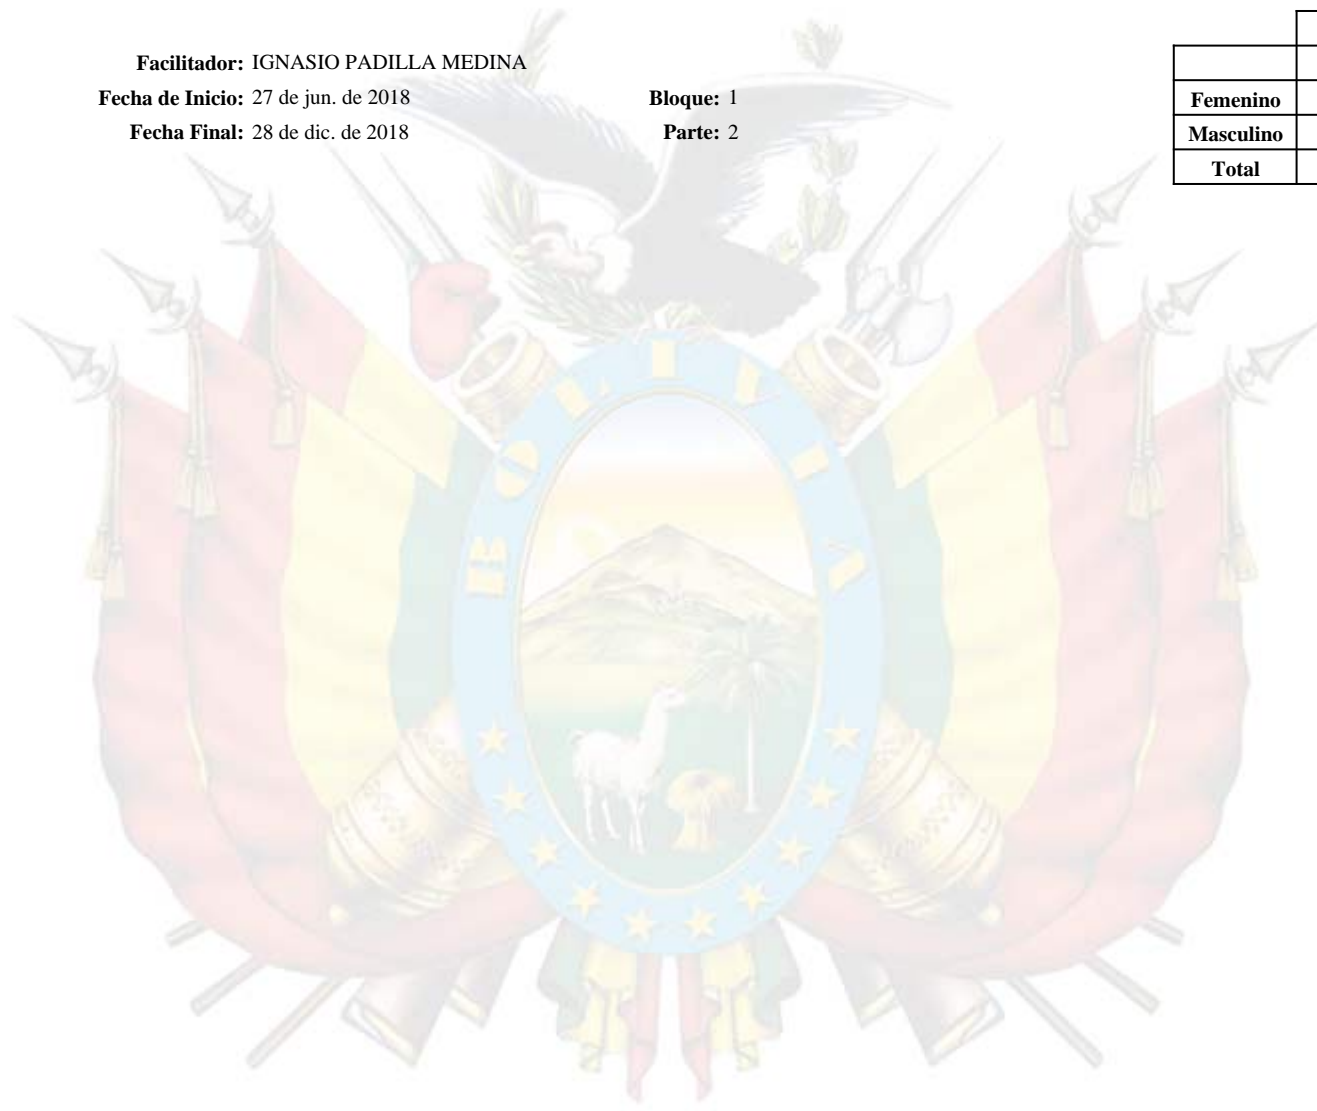 Facilitador: IGNASIO PADILLA MEDINA
Fecha de Inicio: 27 de jun. de 2018 Bloque: 1
Fecha Final: 28 de dic. de 2018 Parte: 2
Femenino
Masculino
Total
BOLIVIA